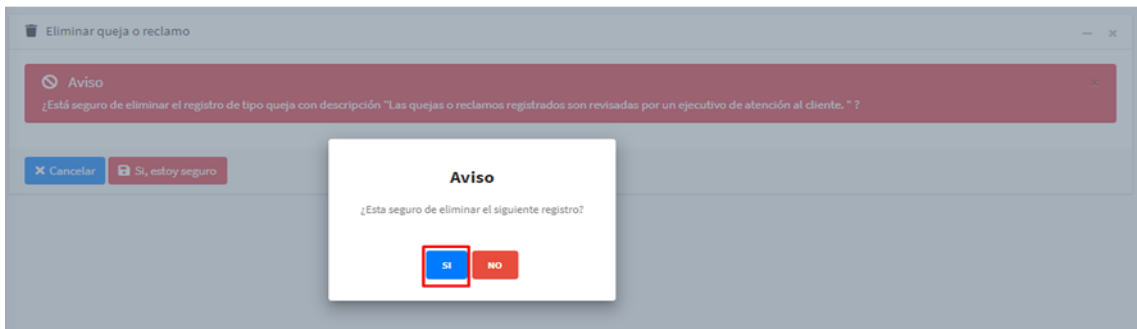 Eliminar queja o reclamo
Aviso
¿Está seguro de eliminar el registro de tipo queja con descripción "Las quejas o reclamos registrados son revisadas por un ejecutivo de atención al cliente. " ?
Cancelar
Si, estoy seguro
Aviso
¿Esta seguro de eliminar el siguiente registro?
SI
NO